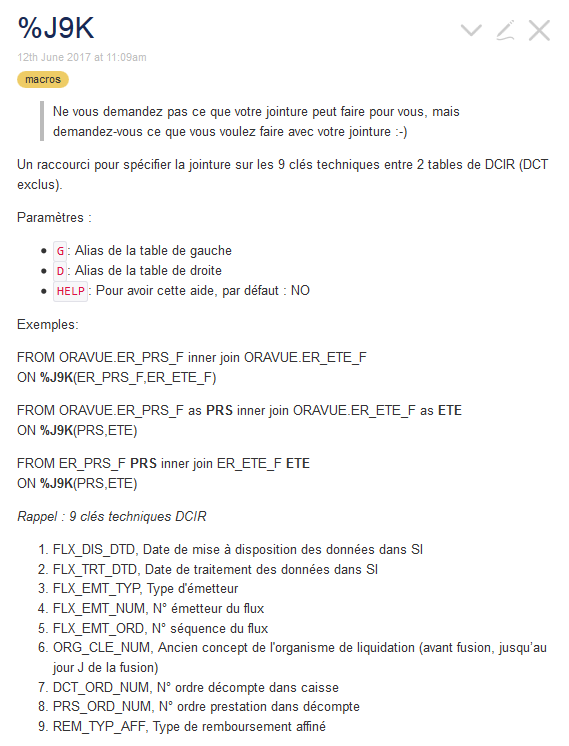 %J9K
12th June 2017 at 11:09am
macros
Ne vous demandez pas ce que votre jointure peut faire pour vous, mais
demandez-vous ce que vous voulez faire avec votre jointure :-)
Un raccourci pour spécifier la jointure sur les 9 clés techniques entre 2 tables de DCIR (DCT
exclus).
Paramètres :
• G : Alias de la table de gauche
• D : Alias de la table de droite
• HELP : Pour avoir cette aide, par défaut : NO
Exemples:
FROM ORAVUE.ER_PRS_F inner join ORAVUE.ER_ETE_F
ON %J9K(ER_PRS_F,ER_ETE_F)
FROM ORAVUE.ER_PRS_F as PRS inner join ORAVUE.ER_ETE_F as ETE
ON %J9K(PRS,ETE)
FROM ER_PRS_F PRS inner join ER_ETE_F ETE
ON %J9K(PRS,ETE)
Rappel : 9 clés techniques DCIR
1. FLX_DIS_DTD, Date de mise à disposition des données dans SI
2. FLX_TRT_DTD, Date de traitement des données dans SI
3. FLX_EMT_TYP, Type d'émetteur
4. FLX_EMT_NUM, N° émetteur du flux
5. FLX_EMT_ORD, N° séquence du flux
6. ORG_CLE_NUM, Ancien concept de l'organisme de liquidation (avant fusion, jusqu'au
jour J de la fusion)
7. DCT_ORD_NUM, N° ordre décompte dans caisse
8. PRS_ORD_NUM, N° ordre prestation dans décompte
9. REM_TYP_AFF, Type de remboursement affiné